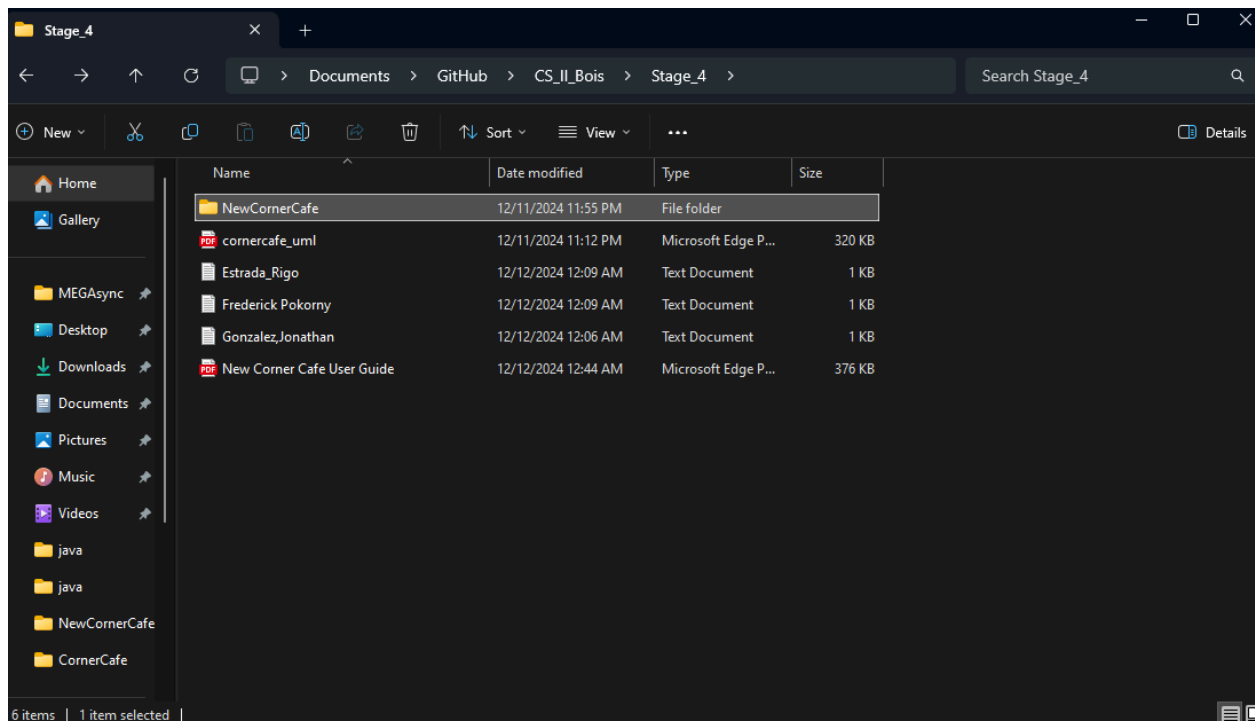 Stage_4
Documents > GitHub > CS_II_Bois > Stage_4 >
Search Stage_4
New
Sort
View
Details
Name Date modified Type Size
NewCornerCafe 12/11/2024 11:55 PM File folder
cornercafe_uml 12/11/2024 11:12 PM Microsoft Edge P... 320 KB
Estrada_Rigo 12/12/2024 12:09 AM Text Document 1 KB
Frederick Pokorny 12/12/2024 12:09 AM Text Document 1 KB
Gonzalez,Jonathan 12/12/2024 12:06 AM Text Document 1 KB
New Corner Cafe User Guide 12/12/2024 12:44 AM Microsoft Edge P... 376 KB
Home
Gallery
MEGAsync
Desktop
Downloads
Documents
Pictures
Music
Videos
java
java
NewCornerCafe
CornerCafe
6 items | 1 item selected |